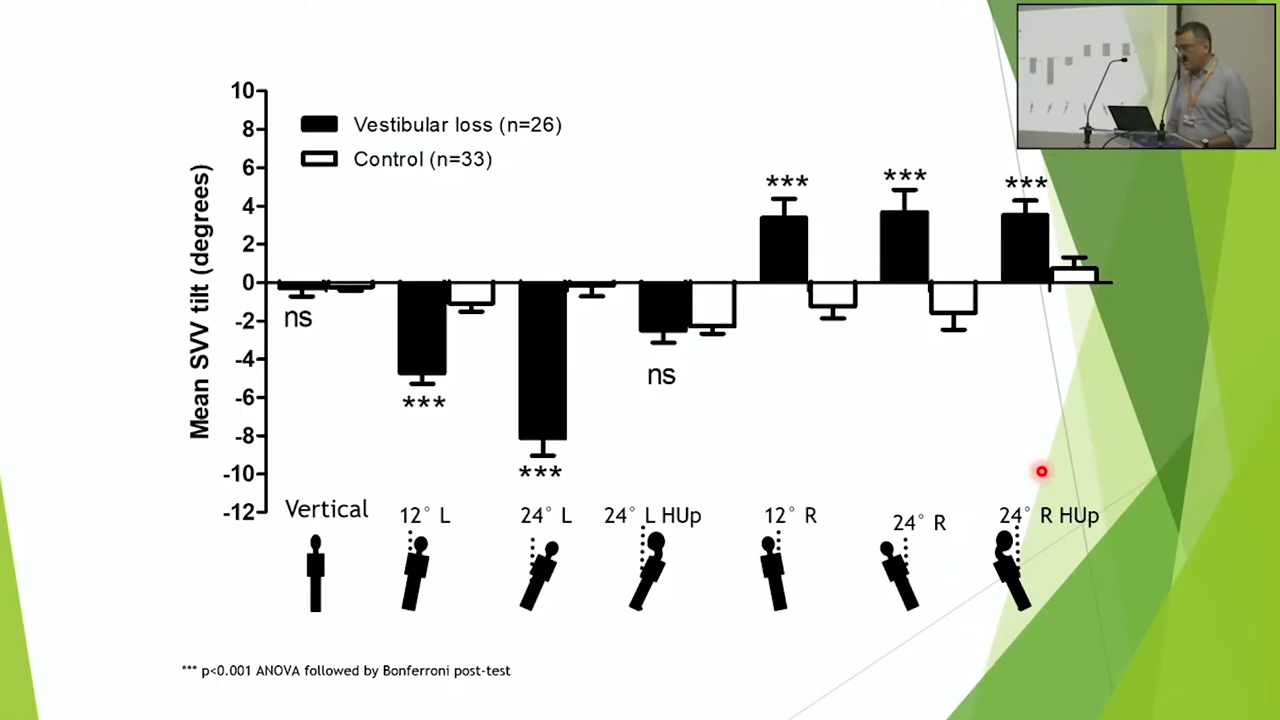 10
8
6
4
2
0
-2
-4
-6
-8
-10
-12
Mean SVV tilt (degrees)
Vestibular loss (n=26)
Control (n=33)
ns
***
***
ns
***
***
***
Vertical
12° L
24° L
24° L HUp
12° R
24° R
24° R HUp
*** p<0.001 ANOVA followed by Bonferroni post-test